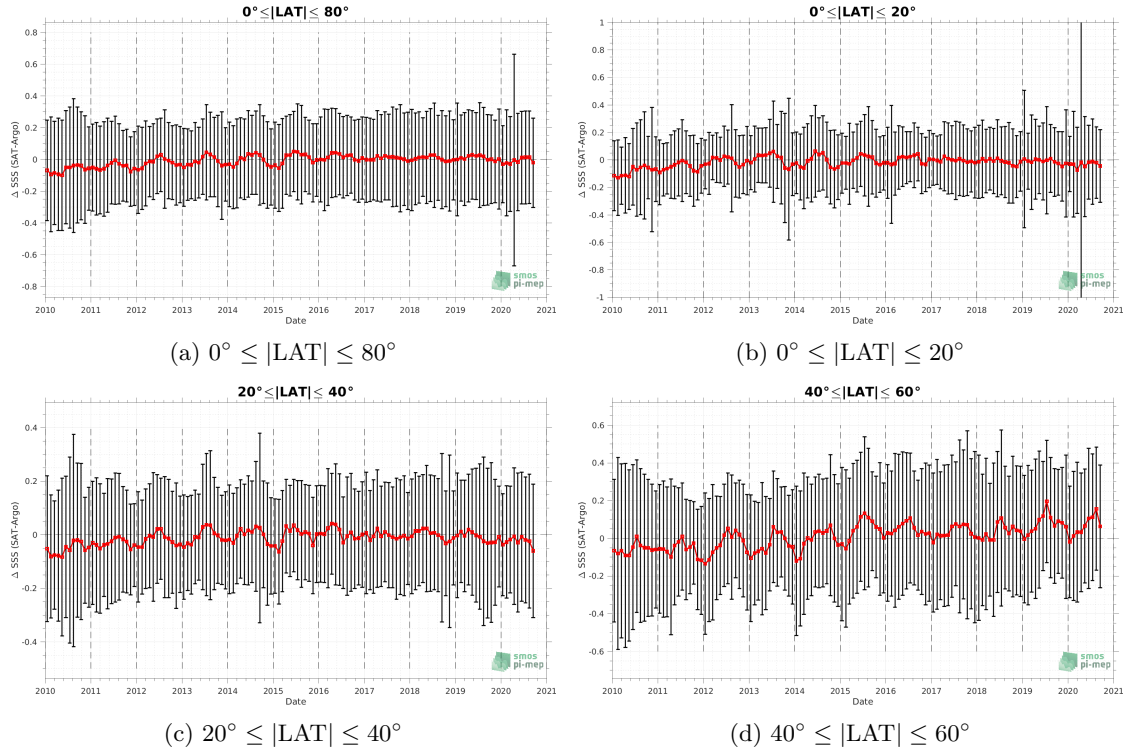 0°≤|LAT|≤ 80°
Δ SSS (SAT-Argo)
0.8
0.6
0.4
0.2
0
-0.2
-0.4
-0.6
-0.8
2010 2011 2012 2013 2014 2015 2016 2017 2018 2019 2020 2021
Date
smos
pi-mep
(a) 0° ≤ |LAT| ≤ 80°
0°≤|LAT|≤ 20°
Δ SSS (SAT-Argo)
1
0.8
0.6
0.4
0.2
0
-0.2
-0.4
-0.6
-0.8
-1
2010 2011 2012 2013 2014 2015 2016 2017 2018 2019 2020 2021
Date
smos
pi-mep
(b) 0° ≤ |LAT| ≤ 20°
20°≤|LAT|≤ 40°
Δ SSS (SAT-Argo)
0.4
0.2
0
-0.2
-0.4
2010 2011 2012 2013 2014 2015 2016 2017 2018 2019 2020 2021
Date
smos
pi-mep
(c) 20° ≤ |LAT| ≤ 40°
40°≤|LAT|≤ 60°
Δ SSS (SAT-Argo)
0.6
0.4
0.2
0
-0.2
-0.4
-0.6
2010 2011 2012 2013 2014 2015 2016 2017 2018 2019 2020 2021
Date
smos
pi-mep
(d) 40° ≤ |LAT| ≤ 60°